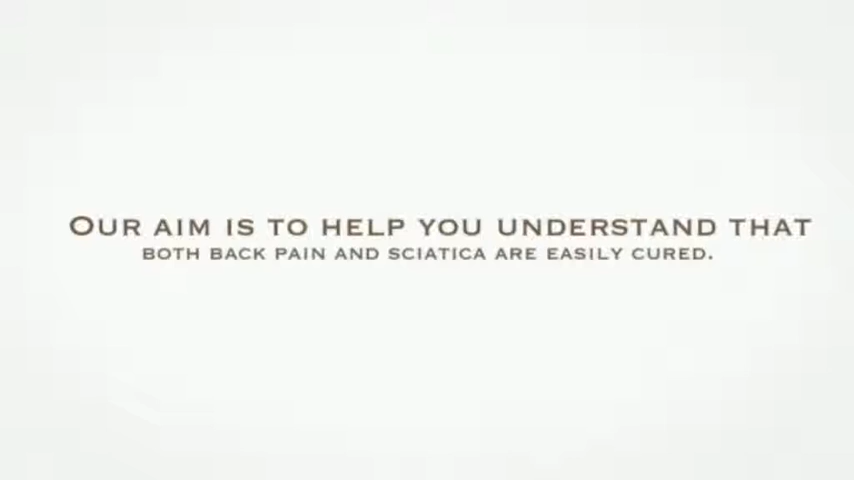 Our aim is to help you understand that
both back pain and sciatica are easily cured.